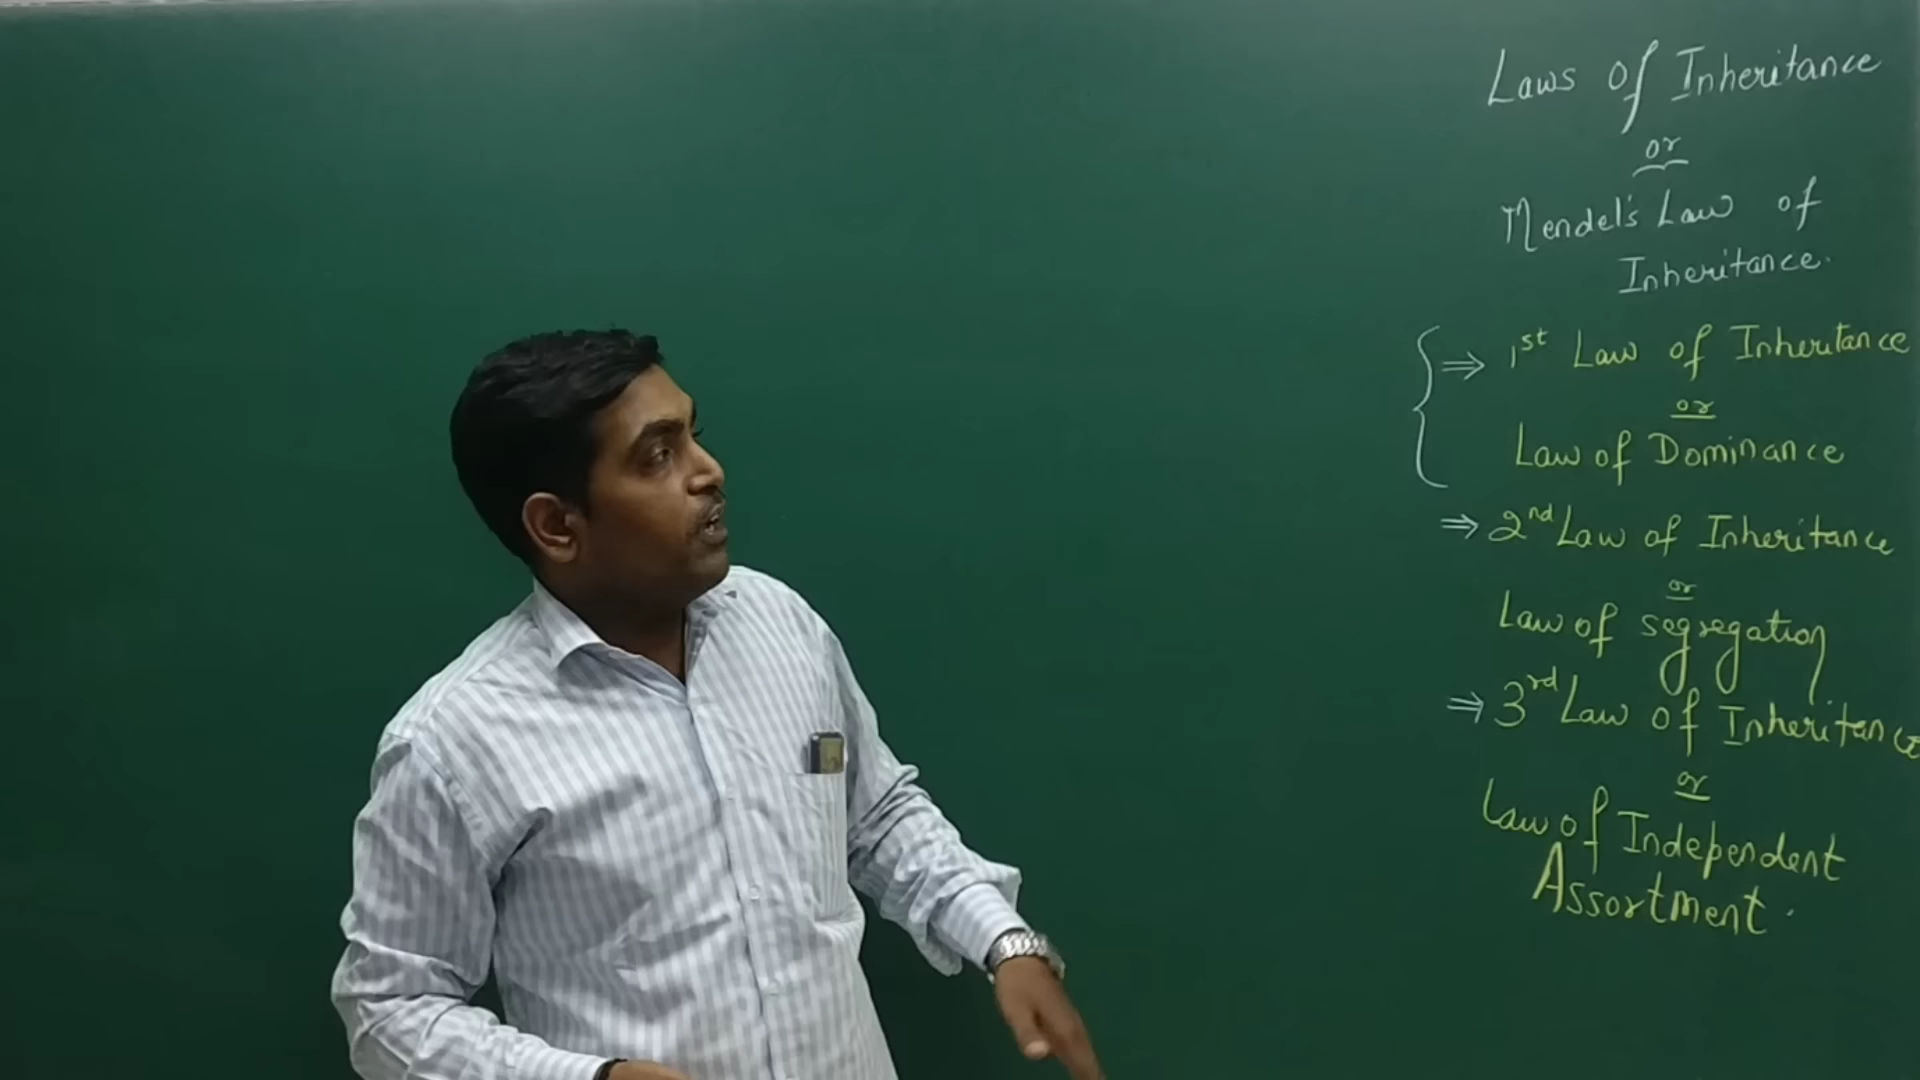 Laws of Inheritance
or
Mendel's Law of
Inheritance.
⇒ 1st Law of Inheritance
or
Law of Dominance
⇒ 2nd Law of Inheritance
or
Law of segregation
⇒ 3rd Law of Inheritance
or
Law of Independent
Assortment.